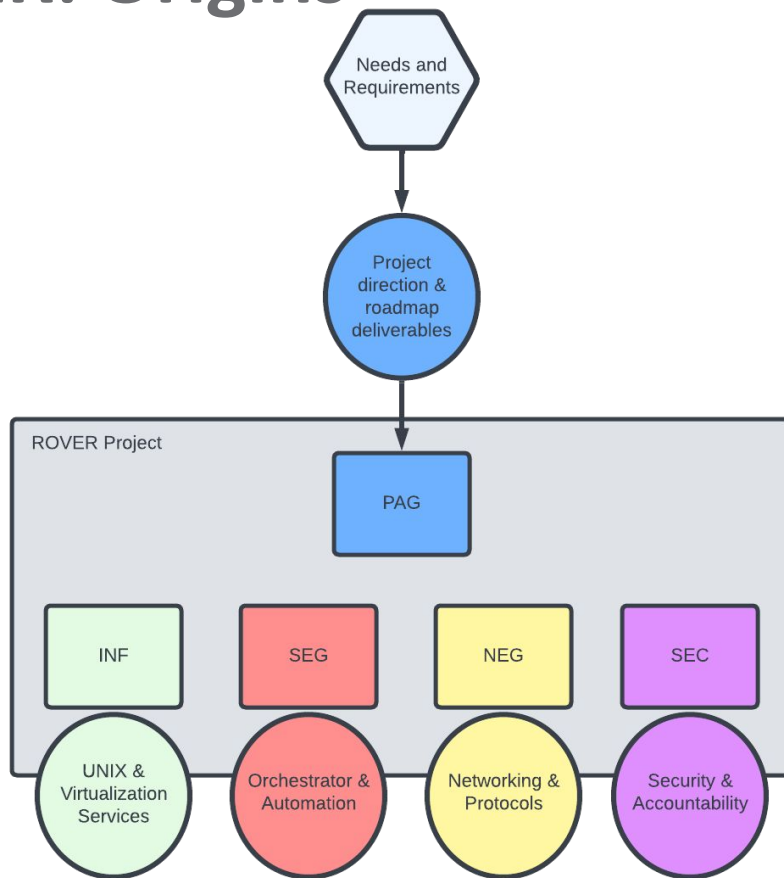 Origins
Needs and
Requirements
Project
direction &
roadmap
deliverables
ROVER Project
PAG
INF
SEG
NEG
SEC
UNIX &
Virtualization
Services
Orchestrator &
Automation
Networking &
Protocols
Security &
Accountability